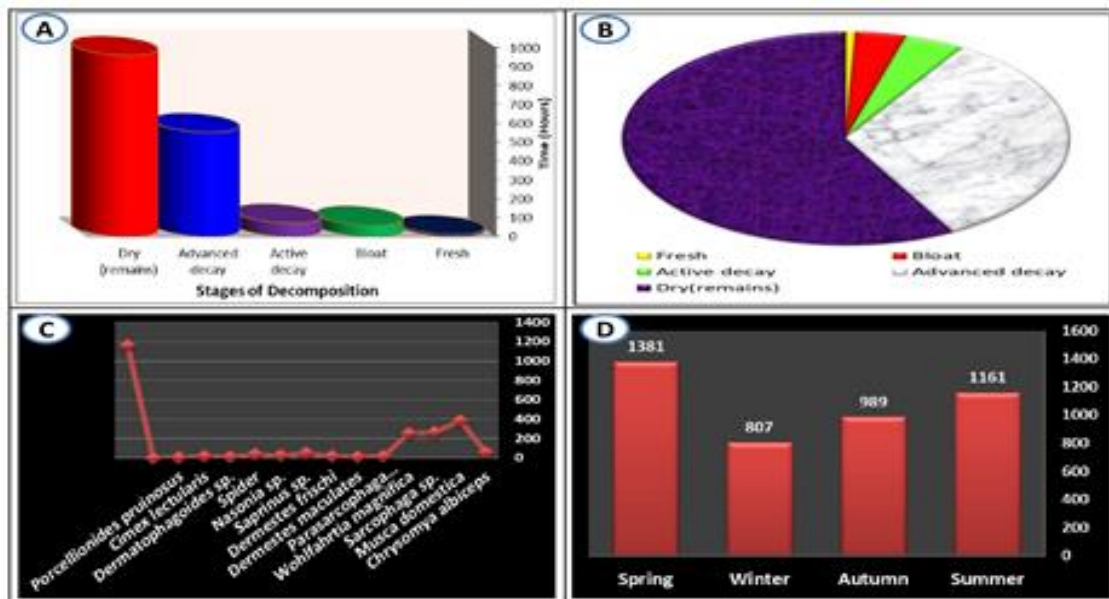 A
1000
900
800
700
600
500
400
300
200
100
0
Time (Hours)
Dry (remains)
Advanced decay
Active decay
Bloat
Fresh
Stages of Decomposition
B
Fresh
Bloat
Active decay
Advanced decay
Dry(remains)
C
1400
1200
1000
800
600
400
200
0
Porcellionides pruinosus
Cimex lectularis
Dermatophagoides sp.
Spider
Nasonia sp.
Saprinus sp.
Dermestes frischi
Dermestes maculates
Parasarcophaga...
Wohlfahrtia magnifica
Sarcophaga sp.
Musca domestica
Chrysomya albiceps
D
1600
1400
1200
1000
800
600
400
200
0
1381
807
989
1161
Spring
Winter
Autumn
Summer